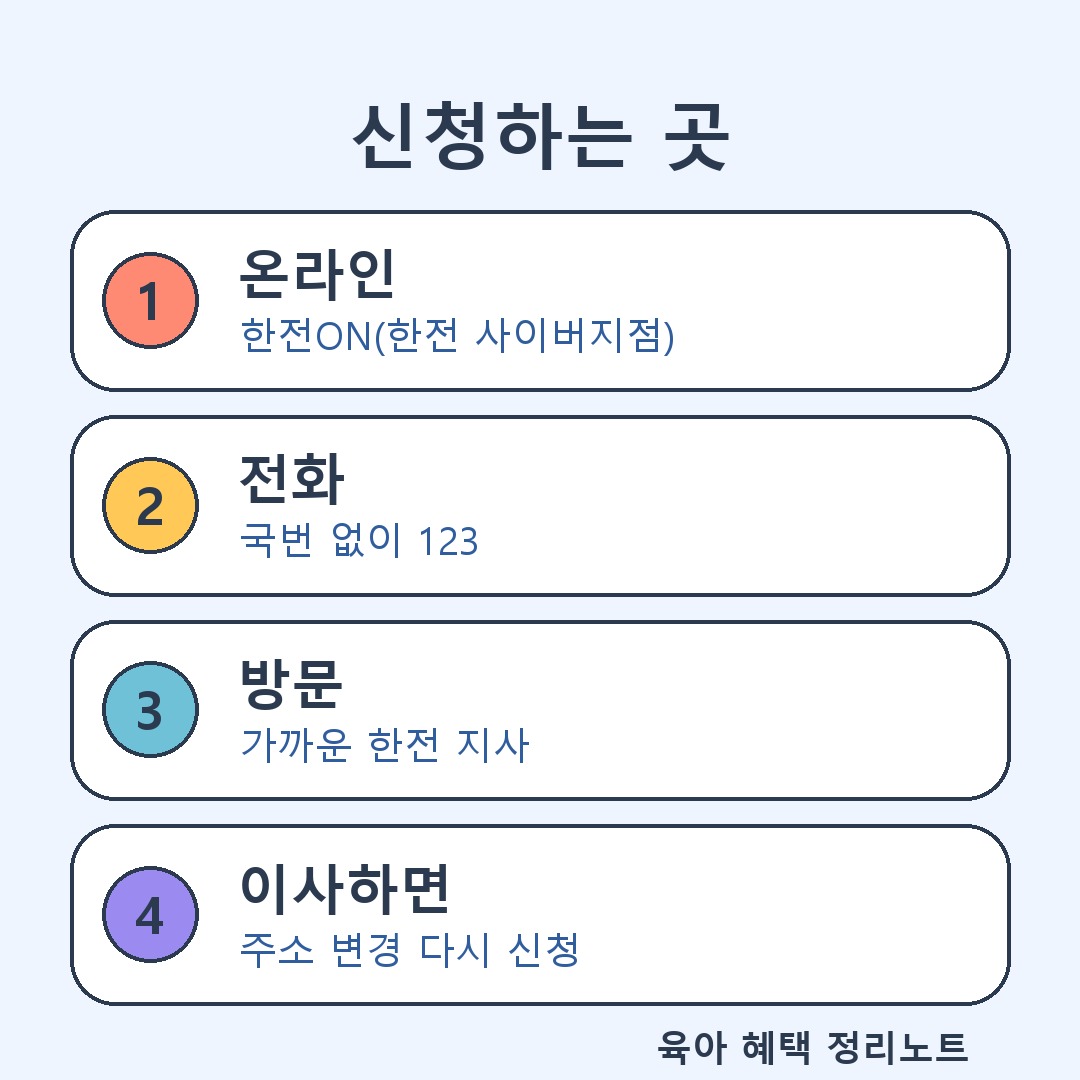 신청하는 곳
1
온라인
한전ON(한전 사이버지점)
2
전화
국번 없이 123
3
방문
가까운 한전 지사
4
이사하면
주소 변경 다시 신청
육아 혜택 정리노트